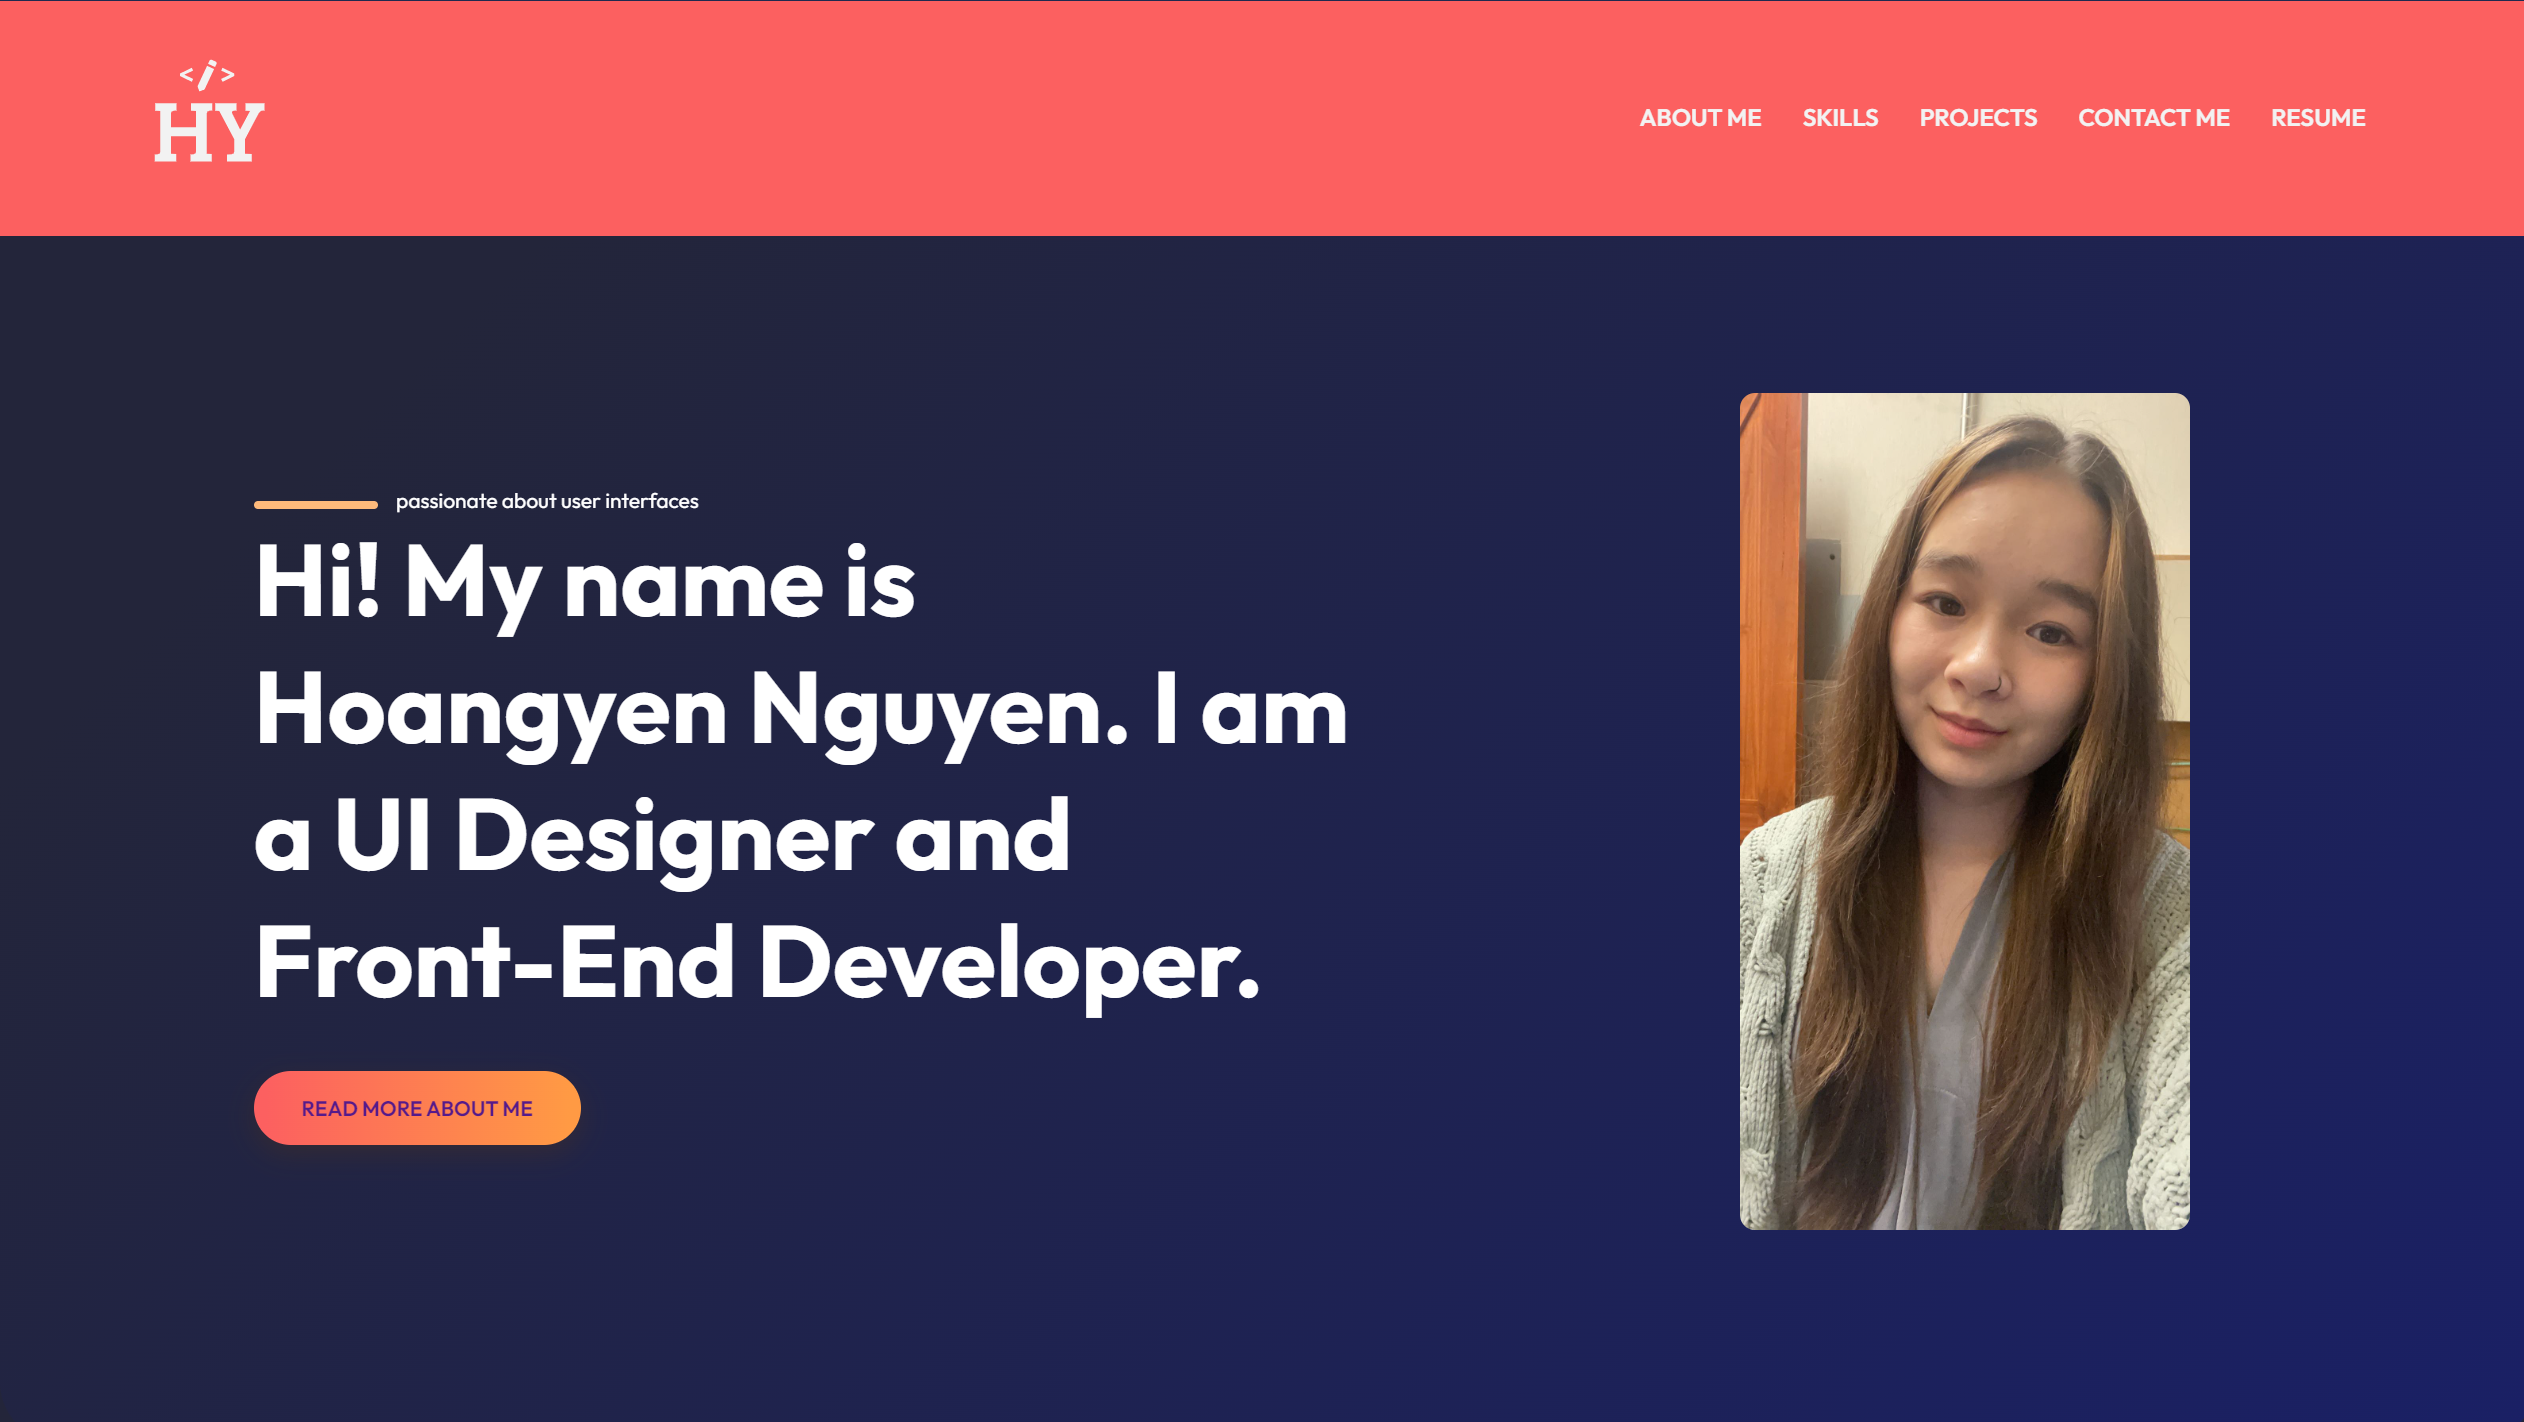 </>
HY
ABOUT ME SKILLS PROJECTS CONTACT ME RESUME
passionate about user interfaces
Hi! My name is
Hoangyen Nguyen. I am
a UI Designer and
Front-End Developer.
READ MORE ABOUT ME